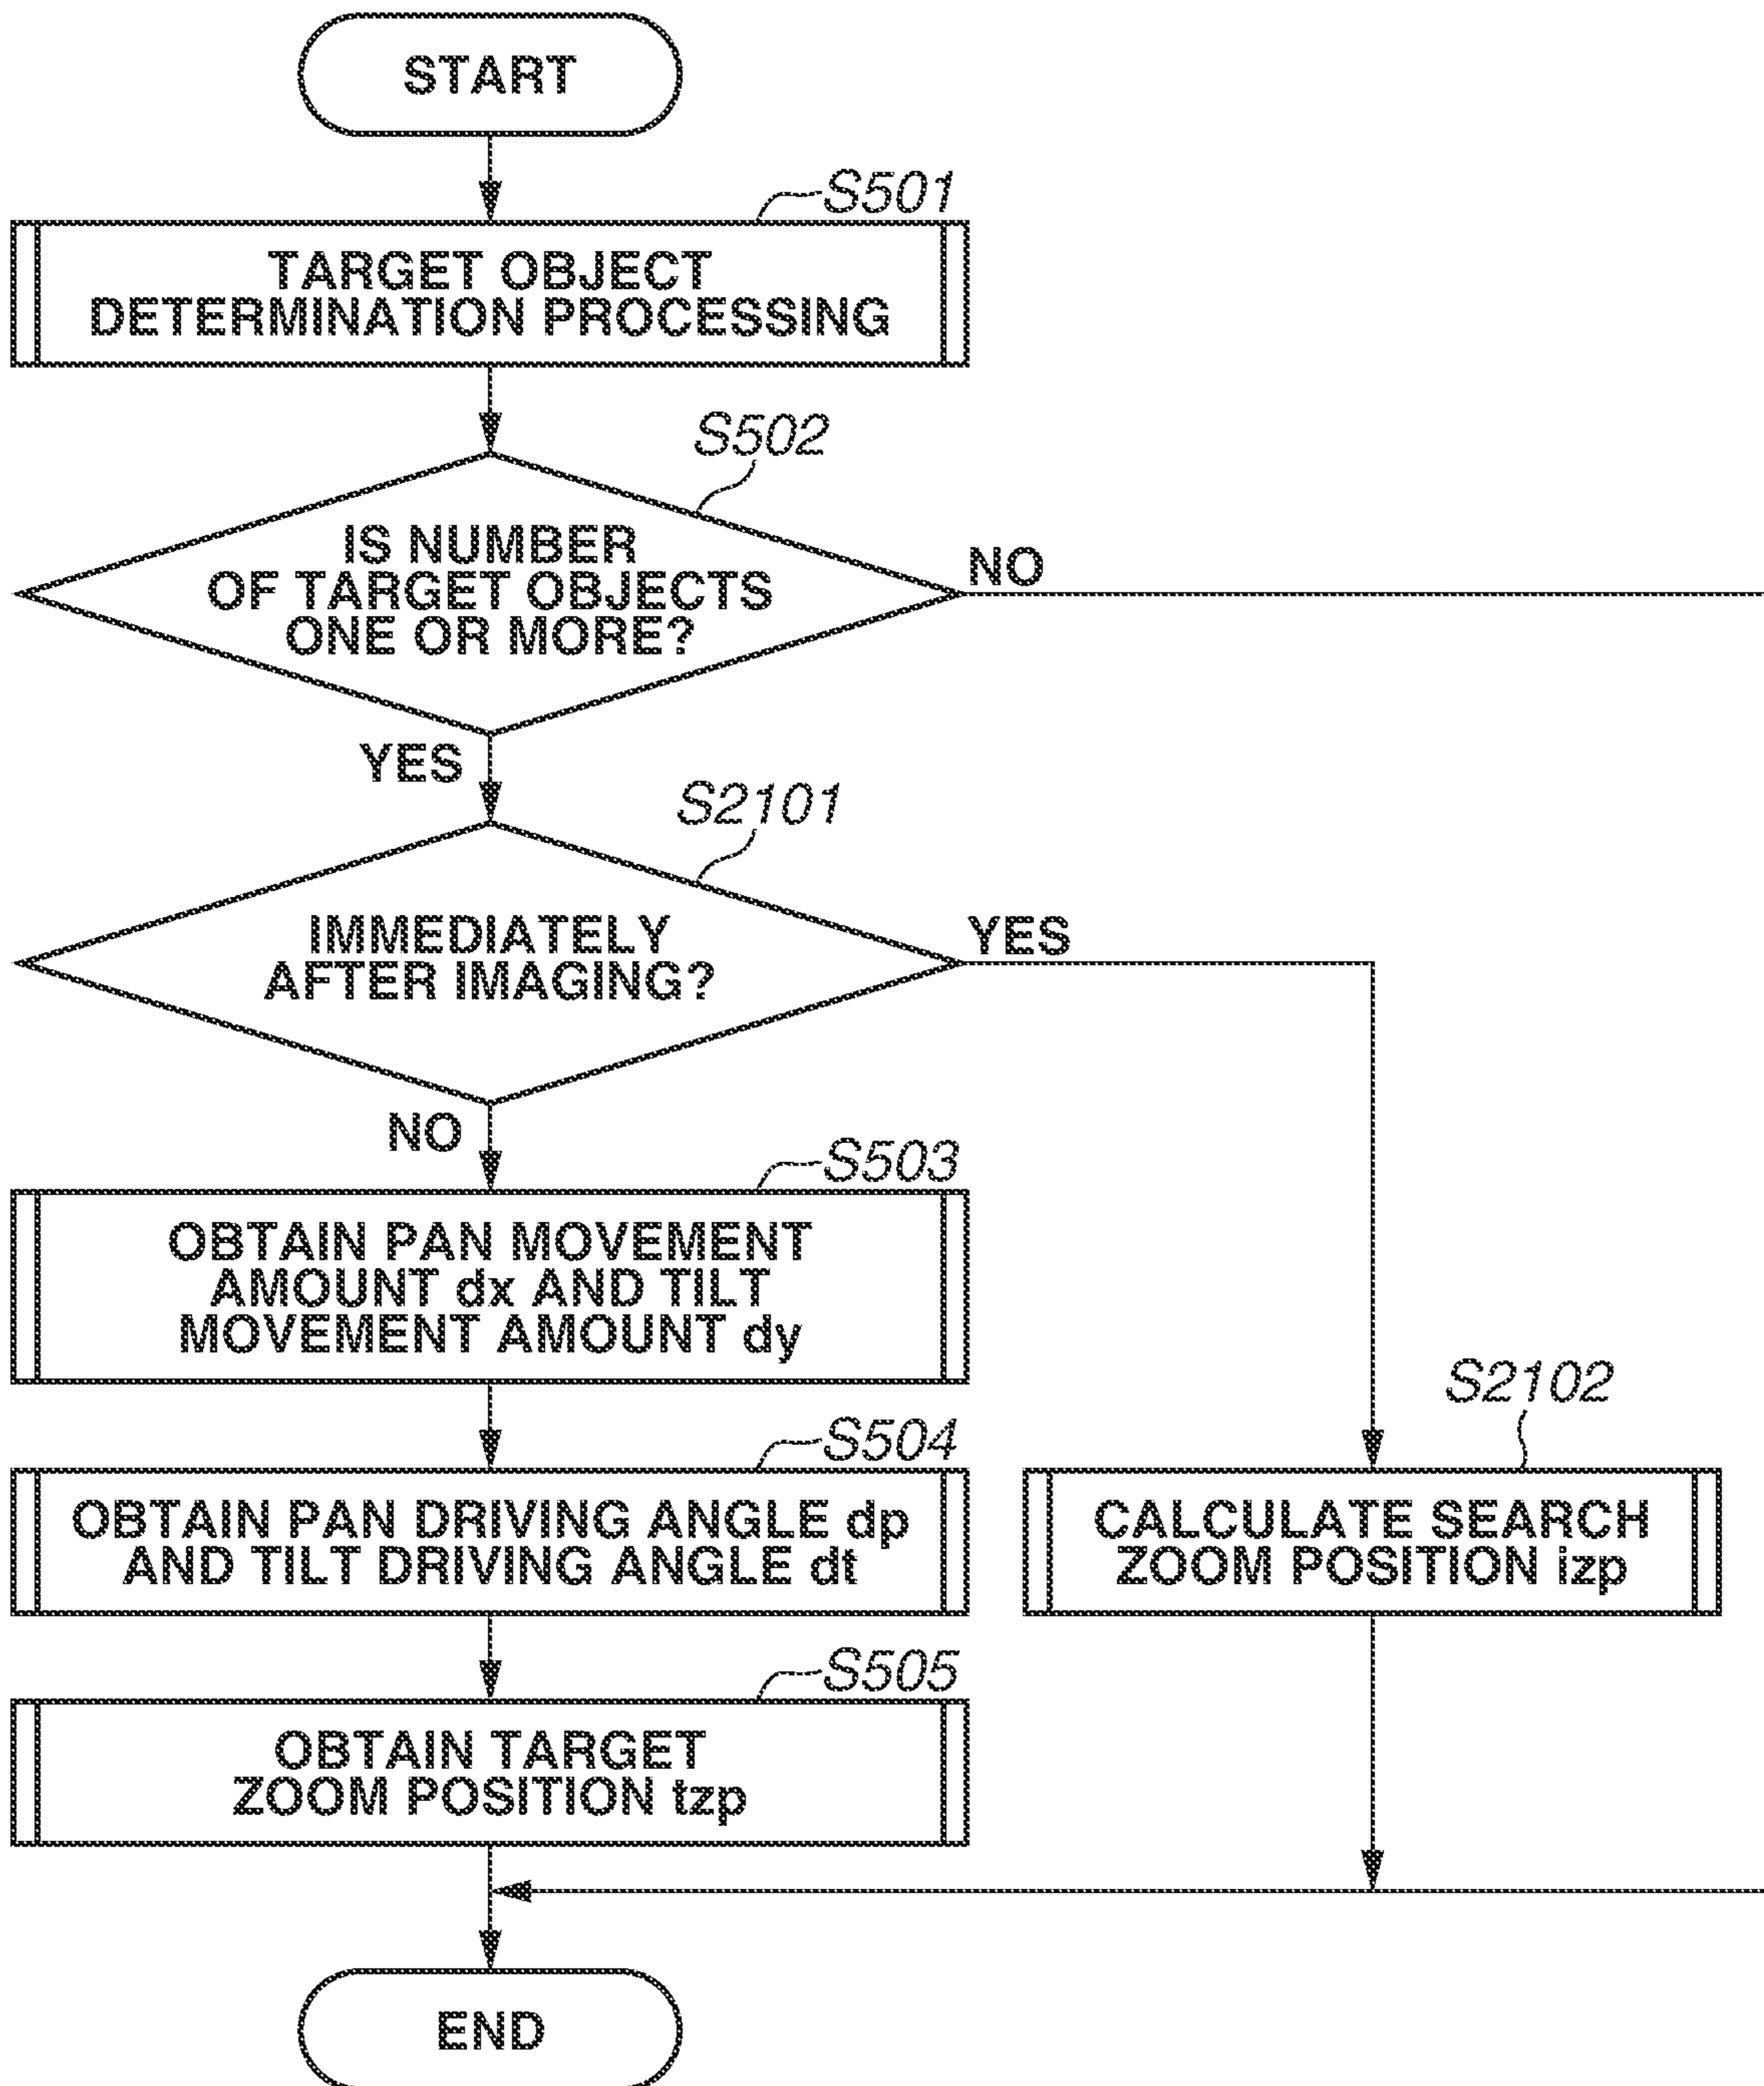 START
S501
TARGET OBJECT
DETERMINATION PROCESSING
S502
IS NUMBER
OF TARGET OBJECTS
ONE OR MORE?
NO
YES
S2101
IMMEDIATELY
AFTER IMAGING?
YES
NO
S503
OBTAIN PAN MOVEMENT
AMOUNT dx AND TILT
MOVEMENT AMOUNT dy
S504
OBTAIN PAN DRIVING ANGLE dp
AND TILT DRIVING ANGLE dt
S2102
CALCULATE SEARCH
ZOOM POSITION izp
S505
OBTAIN TARGET
ZOOM POSITION tzp
END